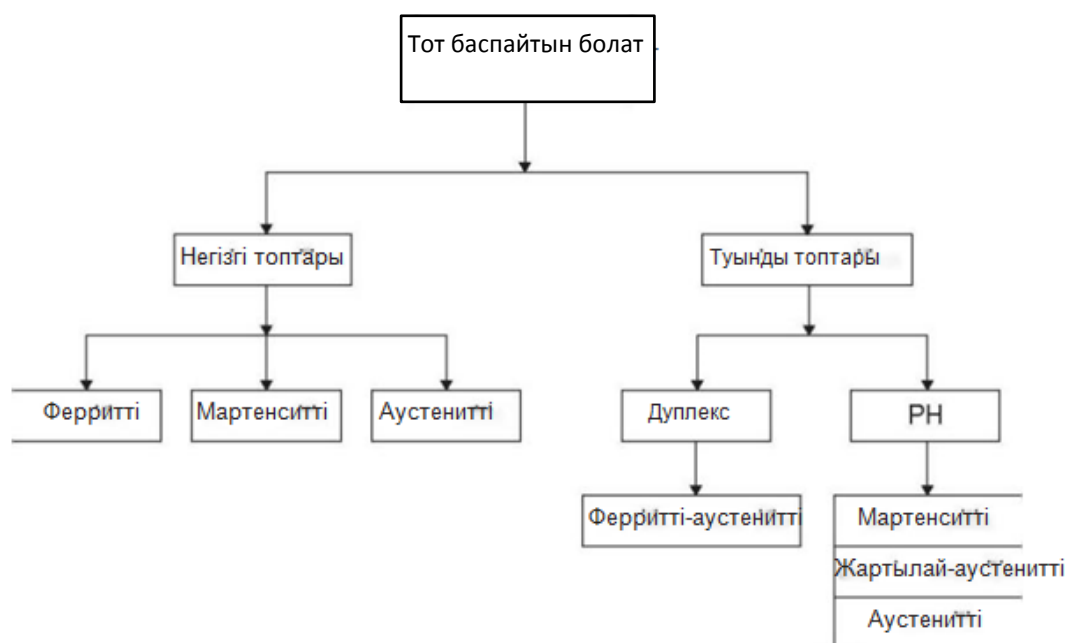 Тот баспайтын болат
Негізгі топтары
Туынды топтары
Ферритті
Мартенситті
Аустенитті
Дуплекс
PH
Ферритті-аустенитті
Мартенситті
Жартылай-аустенитті
Аустенитті